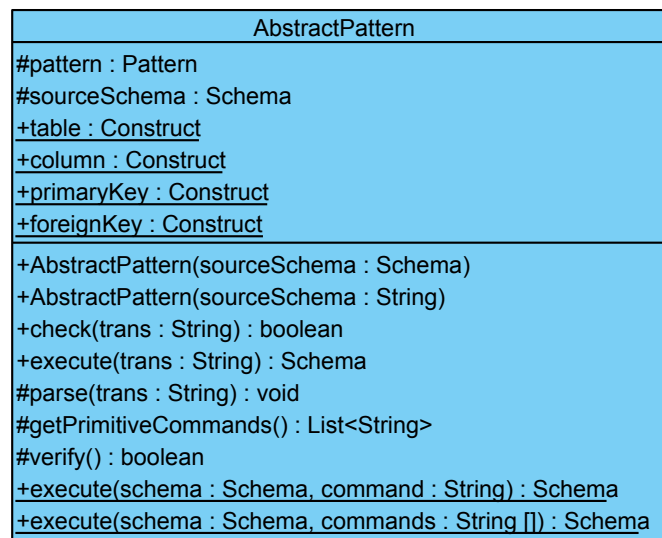 AbstractPattern
#pattern : Pattern
#sourceSchema : Schema
+table : Construct
+column : Construct
+primaryKey : Construct
+foreignKey : Construct
+AbstractPattern(sourceSchema : Schema)
+AbstractPattern(sourceSchema : String)
+check(trans : String) : boolean
+execute(trans : String) : Schema
#parse(trans : String) : void
#getPrimitiveCommands() : List<String>
#verify() : boolean
+execute(schema : Schema, command : String) : Schema
+execute(schema : Schema, commands : String []) : Schema